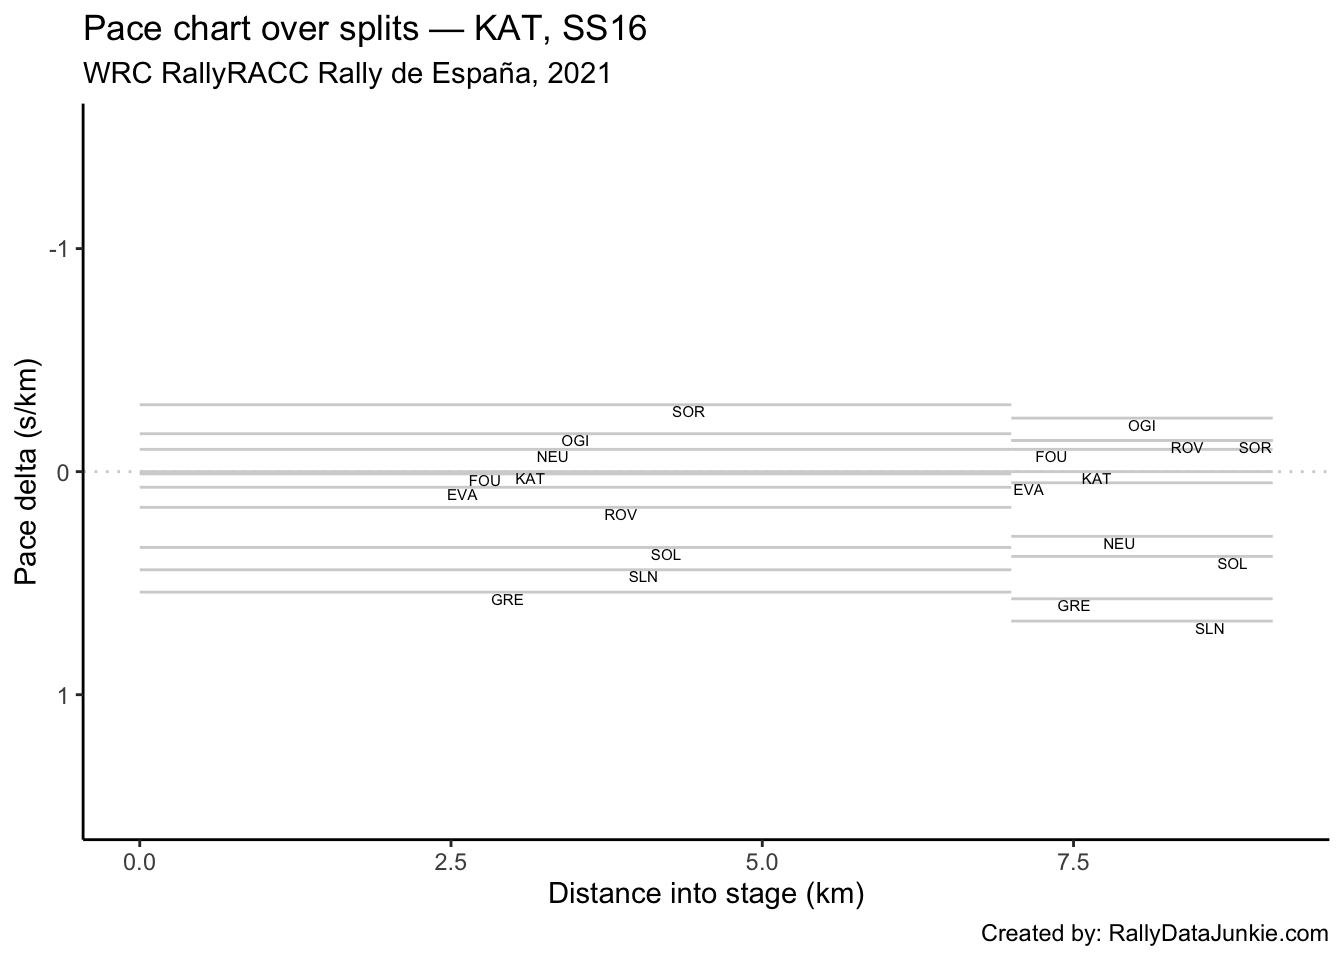 Pace chart over splits — KAT, SS16
WRC RallyRACC Rally de España, 2021
Pace delta (s/km)
-1
0
1
SOR
OGI
NEU
FOU
KAT
EVA
ROV
SOL
SLN
GRE
OGI
ROV
SOR
FOU
KAT
EVA
NEU
SOL
GRE
SLN
0.0 2.5 5.0 7.5
Distance into stage (km)
Created by: RallyDataJunkie.com